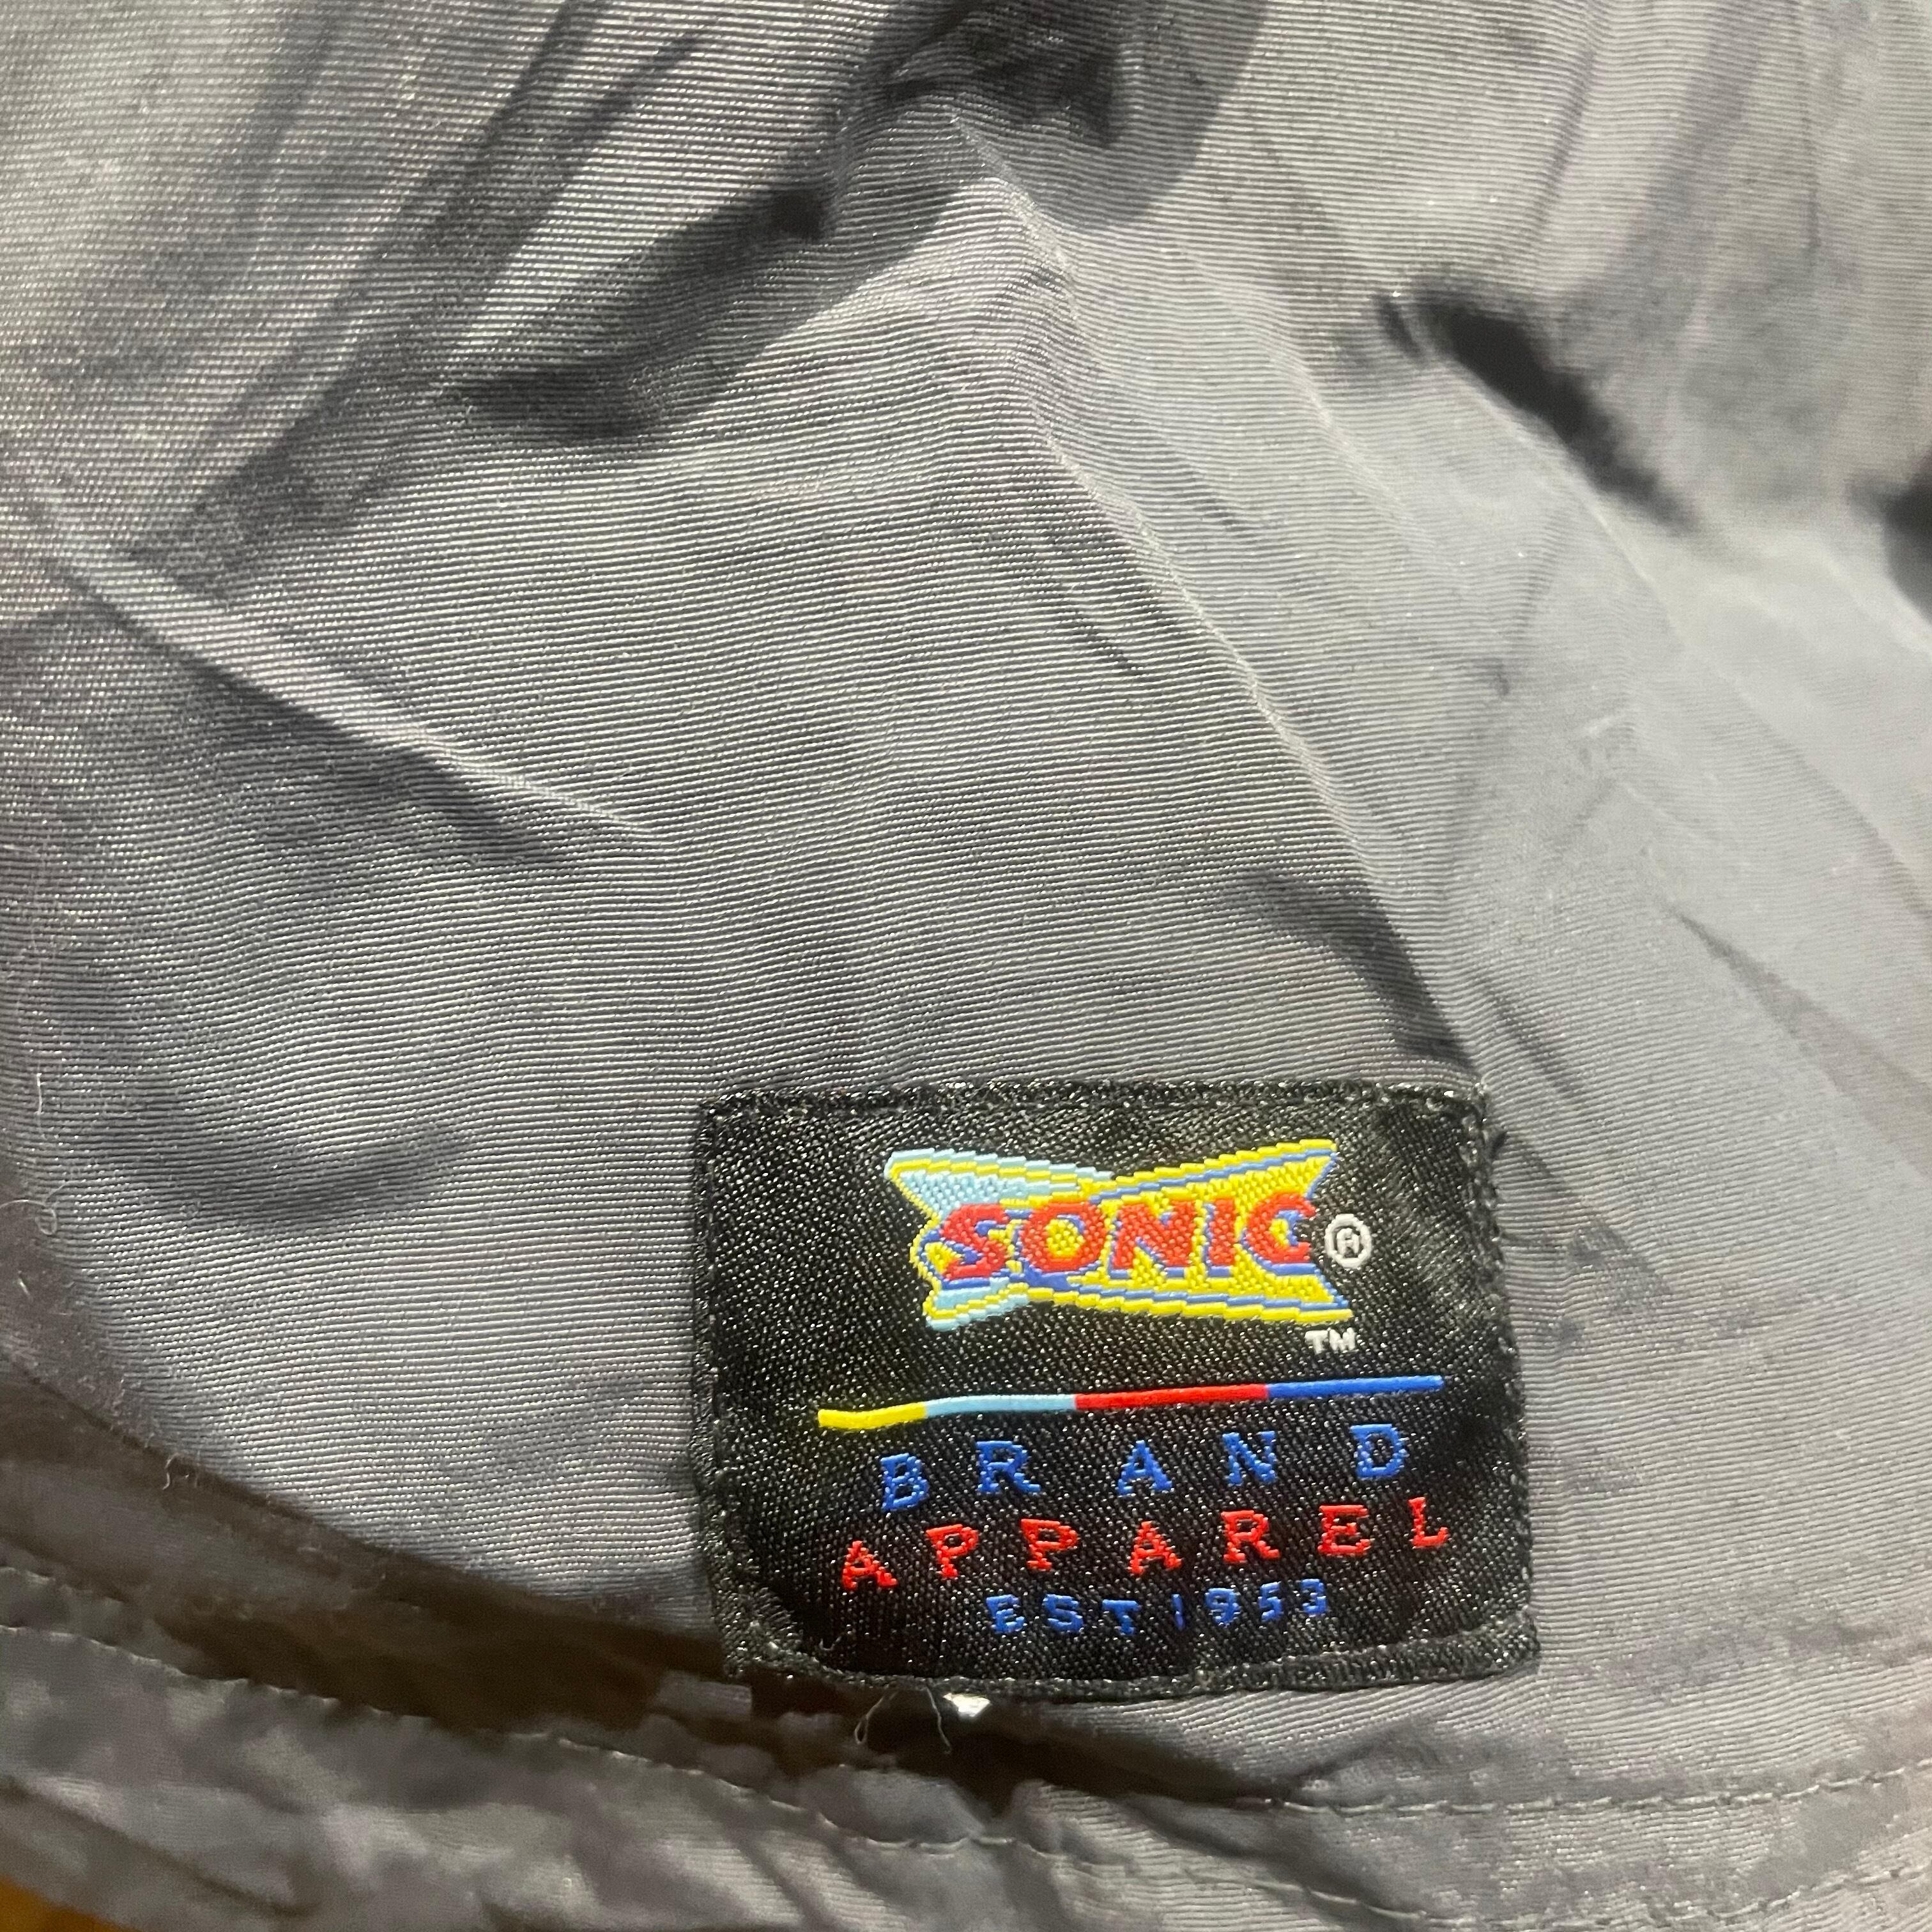 SONIC®
TM
BRAND
APPAREL
EST 1953